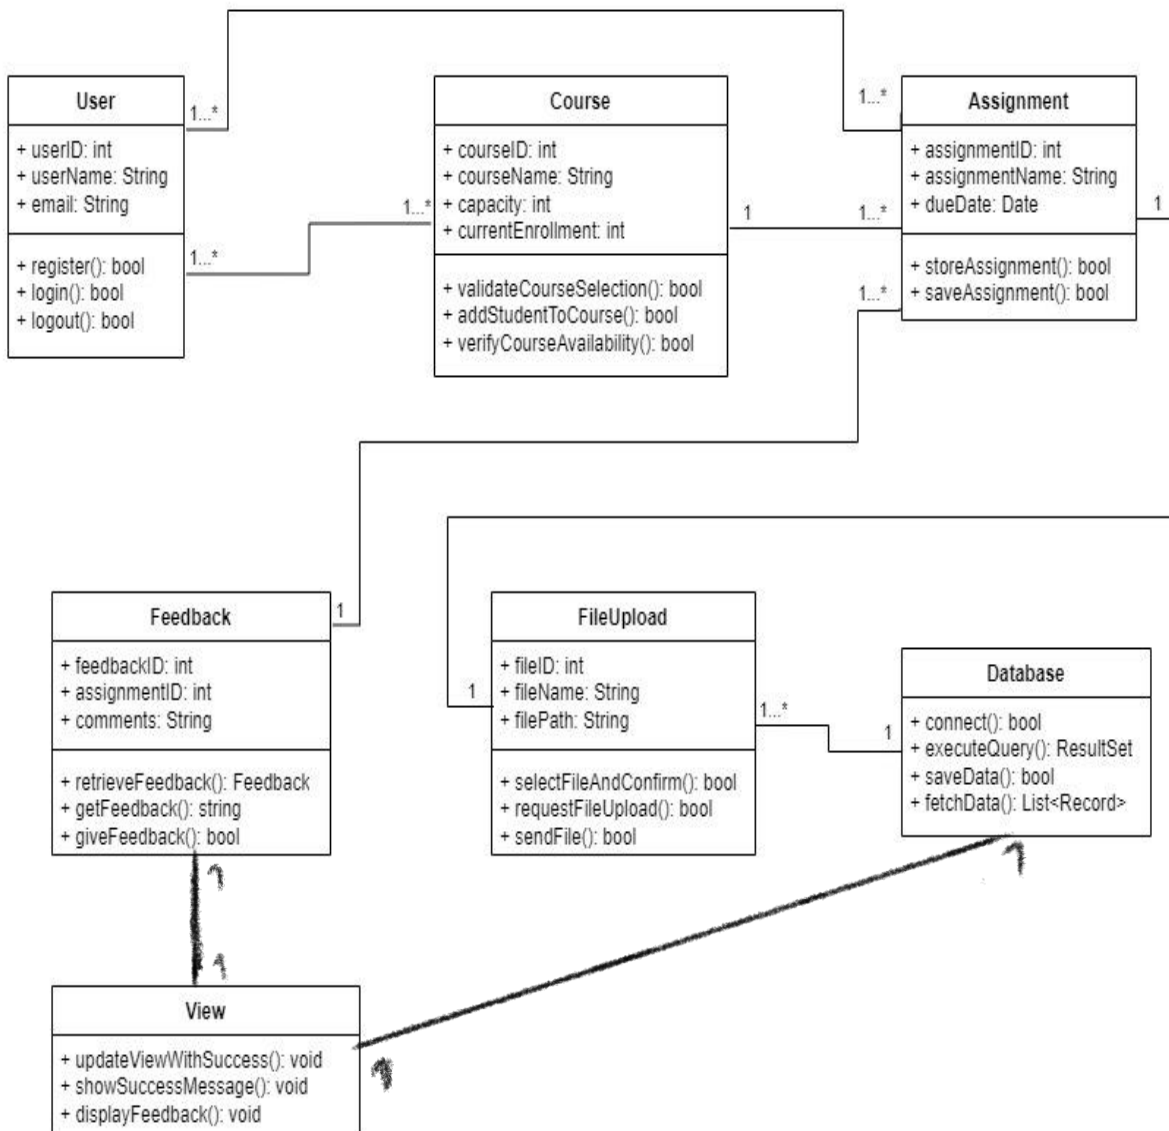 User
+ userID: int
+ userName: String
+ email: String
+ register(): bool
+ login(): bool
+ logout(): bool
1...*
1...*
Course
+ courseID: int
+ courseName: String
+ capacity: int
+ currentEnrollment: int
+ validateCourseSelection(): bool
+ addStudentToCourse(): bool
+ verifyCourseAvailability(): bool
1...*
1
Assignment
+ assignmentID: int
+ assignmentName: String
+ dueDate: Date
+ storeAssignment(): bool
+ saveAssignment(): bool
1...*
1...*
1...*
1
Feedback
+ feedbackID: int
+ assignmentID: int
+ comments: String
+ retrieveFeedback(): Feedback
+ getFeedback(): string
+ giveFeedback(): bool
1
1
FileUpload
+ fileID: int
+ fileName: String
+ filePath: String
+ selectFileAndConfirm(): bool
+ requestFileUpload(): bool
+ sendFile(): bool
1
1...*
Database
+ connect(): bool
+ executeQuery(): ResultSet
+ saveData(): bool
+ fetchData(): List<Record>
1
1
View
+ updateViewWithSuccess(): void
+ showSuccessMessage(): void
+ displayFeedback(): void
1
1